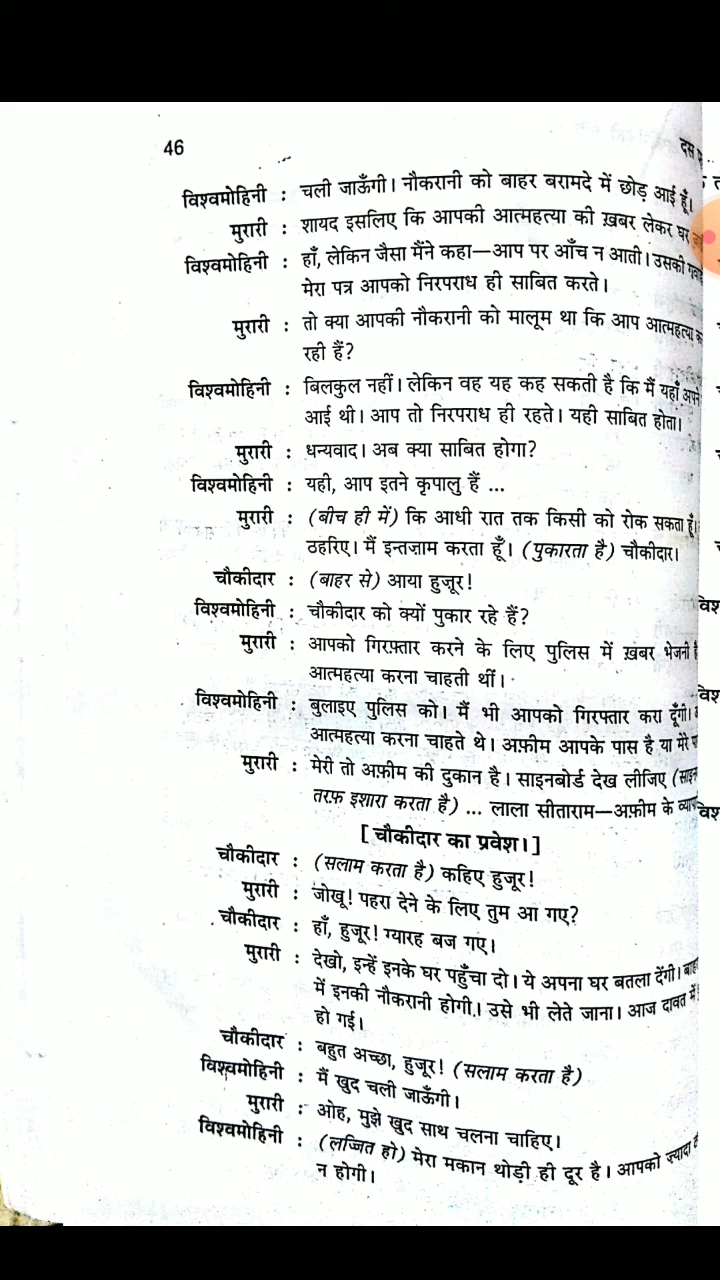 46
दस
विश्वमोहिनी : चली जाऊँगी। नौकरानी को बाहर बरामदे में छोड़ आई हूँ।
मुरारी : शायद इसलिए कि आपकी आत्महत्या की ख़बर लेकर घर
विश्वमोहिनी : हाँ, लेकिन जैसा मैंने कहा—आप पर आँच न आती। उसकी
मेरा पत्र आपको निरपराध ही साबित करते।
मुरारी : तो क्या आपकी नौकरानी को मालूम था कि आप आत्महत्या
रही हैं?
विश्वमोहिनी : बिलकुल नहीं। लेकिन वह यह कह सकती है कि मैं यहाँ अपने
आई थी। आप तो निरपराध ही रहते। यही साबित होता।
मुरारी : धन्यवाद। अब क्या साबित होगा?
विश्वमोहिनी : यही, आप इतने कृपालु हैं ...
मुरारी : (बीच ही में) कि आधी रात तक किसी को रोक सकता हूँ।
ठहरिए। मैं इन्तज़ाम करता हूँ। (पुकारता है) चौकीदार।
चौकीदार : (बाहर से) आया हुजूर!
विश्वमोहिनी : चौकीदार को क्यों पुकार रहे हैं?
मुरारी : आपको गिरफ़्तार करने के लिए पुलिस में ख़बर भेजनी है
आत्महत्या करना चाहती थीं।
विश्वमोहिनी : बुलाइए पुलिस को। मैं भी आपको गिरफ्तार करा दूँगी।
आत्महत्या करना चाहते थे। अफ़ीम आपके पास है या मेरे
मुरारी : मेरी तो अफ़ीम की दुकान है। साइनबोर्ड देख लीजिए (साइन
तरफ़ इशारा करता है) ... लाला सीताराम—अफ़ीम के
[ चौकीदार का प्रवेश। ]
चौकीदार : (सलाम करता है) कहिए हुजूर!
मुरारी : जोखू! पहरा देने के लिए तुम आ गए?
चौकीदार : हाँ, हुजूर! ग्यारह बज गए।
मुरारी : देखो, इन्हें इनके घर पहुँचा दो। ये अपना घर बतला देंगी।
में इनकी नौकरानी होगी। उसे भी लेते जाना। आज दावत में
हो गई।
चौकीदार : बहुत अच्छा, हुजूर! (सलाम करता है)
विश्वमोहिनी : मैं खुद चली जाऊँगी।
मुरारी : ओह, मुझे खुद साथ चलना चाहिए।
विश्वमोहिनी : (लज्जित हो) मेरा मकान थोड़ी ही दूर है। आपको ज्यादा
न होगी।
विश
विश
विश